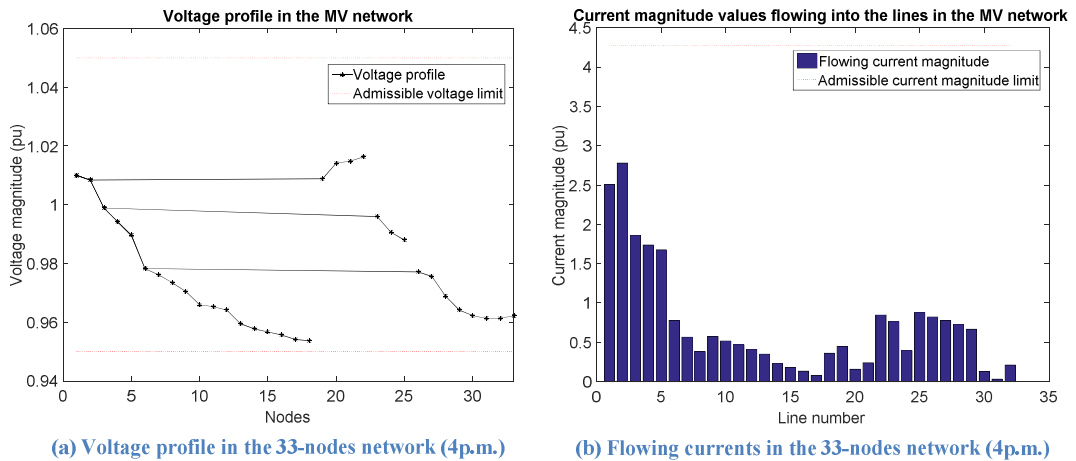 Voltage profile in the MV network
1.06
1.04
1.02
1
0.98
0.96
0.94
Voltage magnitude (pu)
Voltage profile
Admissible voltage limit
0
5
10
15
20
25
30
Nodes
(a) Voltage profile in the 33-nodes network (4p.m.)
Current magnitude values flowing into the lines in the MV network
4.5
4
3.5
3
2.5
2
1.5
1
0.5
0
Current magnitude (pu)
Flowing current magnitude
Admissible current magnitude limit
0
5
10
15
20
25
30
35
Line number
(b) Flowing currents in the 33-nodes network (4p.m.)